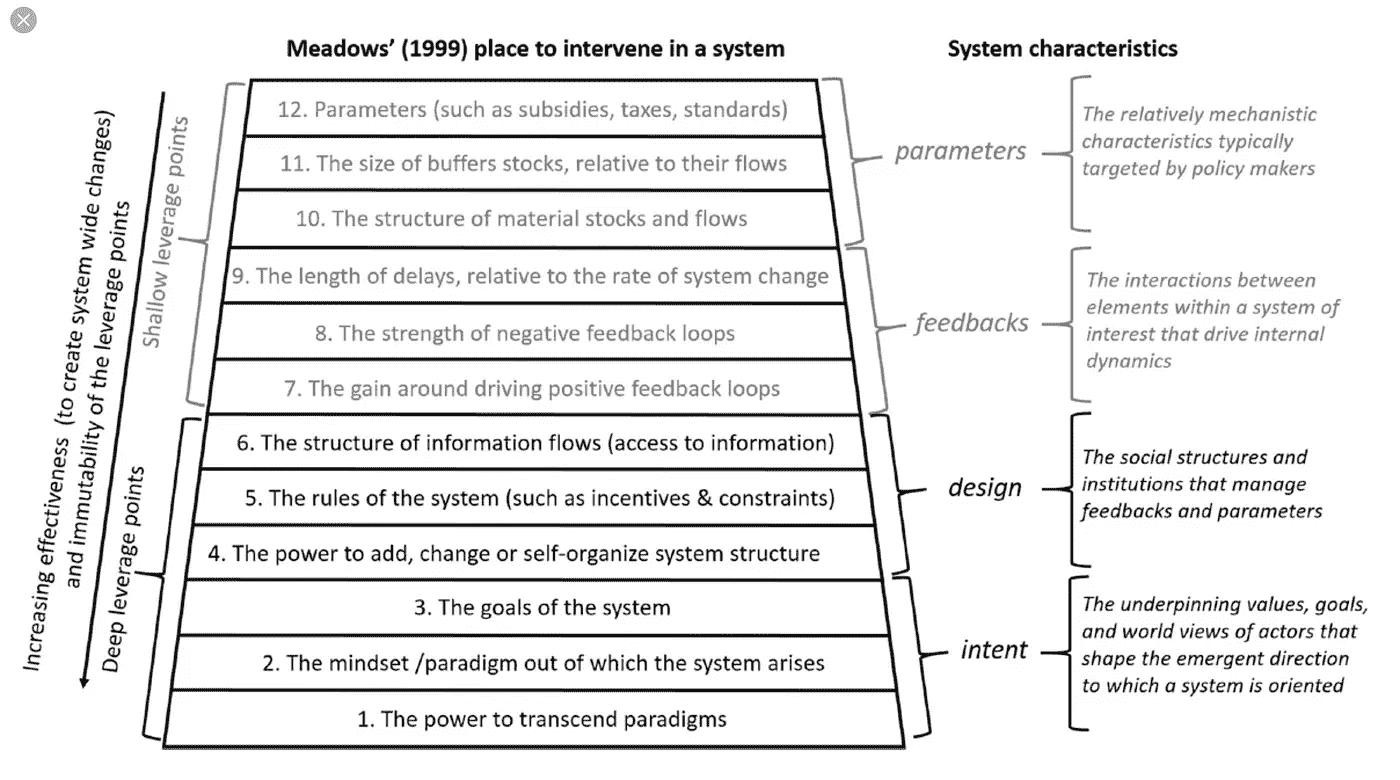 Meadows' (1999) place to intervene in a system
System characteristics
Increasing effectiveness (to create system wide changes)
and immutability of the leverage points
Shallow leverage points
Deep leverage points
12. Parameters (such as subsidies, taxes, standards)
11. The size of buffers stocks, relative to their flows
10. The structure of material stocks and flows
9. The length of delays, relative to the rate of system change
8. The strength of negative feedback loops
7. The gain around driving positive feedback loops
6. The structure of information flows (access to information)
5. The rules of the system (such as incentives & constraints)
4. The power to add, change or self-organize system structure
3. The goals of the system
2. The mindset /paradigm out of which the system arises
1. The power to transcend paradigms
parameters
The relatively mechanistic
characteristics typically
targeted by policy makers
feedbacks
The interactions between
elements within a system of
interest that drive internal
dynamics
design
The social structures and
institutions that manage
feedbacks and parameters
intent
The underpinning values, goals,
and world views of actors that
shape the emergent direction
to which a system is oriented